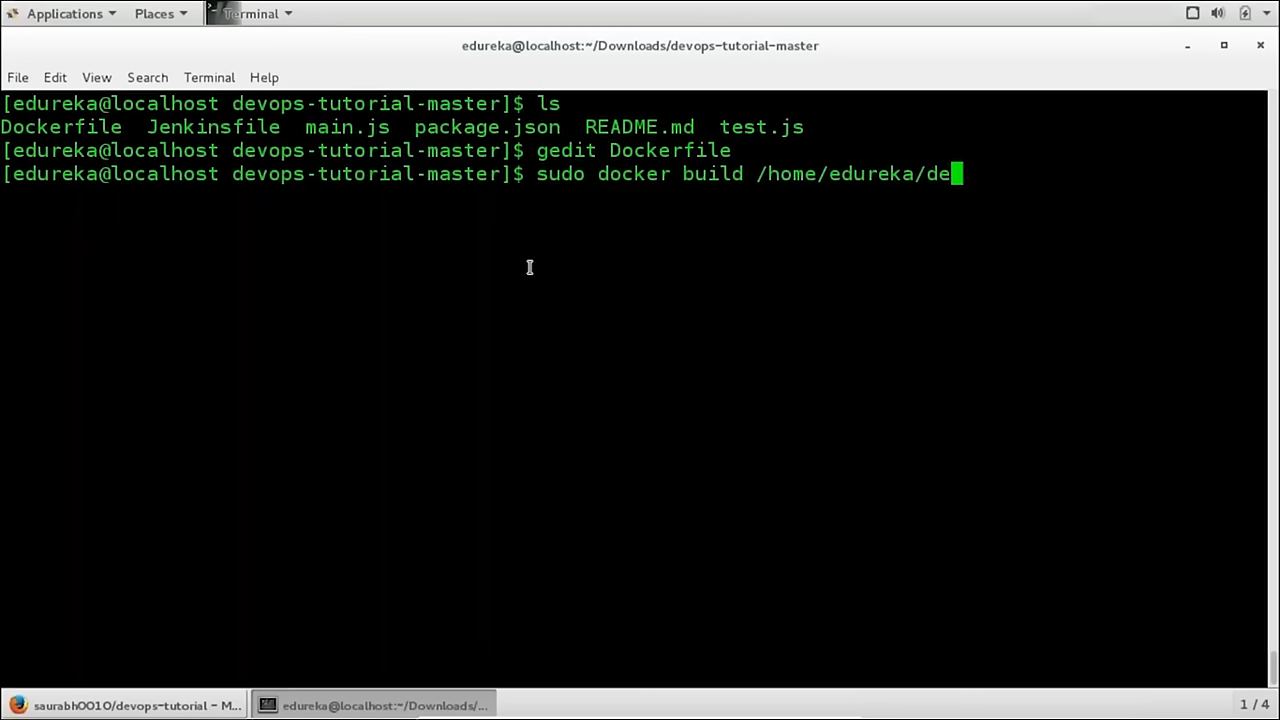 Applications Places Terminal
edureka@localhost:~/Downloads/devops-tutorial-master
File Edit View Search Terminal Help
[edureka@localhost devops-tutorial-master]$ ls
Dockerfile Jenkinsfile main.js package.json README.md test.js
[edureka@localhost devops-tutorial-master]$ gedit Dockerfile
[edureka@localhost devops-tutorial-master]$ sudo docker build /home/edureka/de
saurabh0010/devops-tutorial - M... edureka@localhost:~/Downloads/... 1 / 4